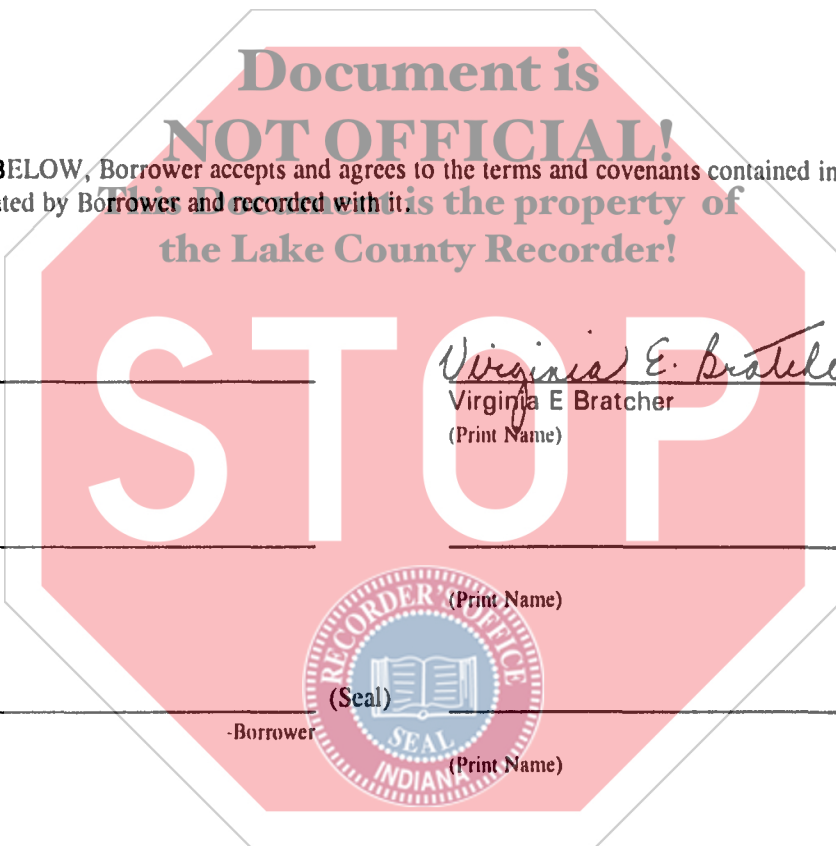 Document is
NOT OFFICIAL!
BELOW, Borrower accepts and agrees to the terms and covenants contained in
ted by Borrower and recorded with it.
This Document is the property of
the Lake County Recorder!
STOP
Virginia E. Bratche
Virginia E Bratcher
(Print Name)
(Print Name)
RECORDER'S OFFICE
(Seal)
-Borrower
SEAL
INDIANA
(Print Name)